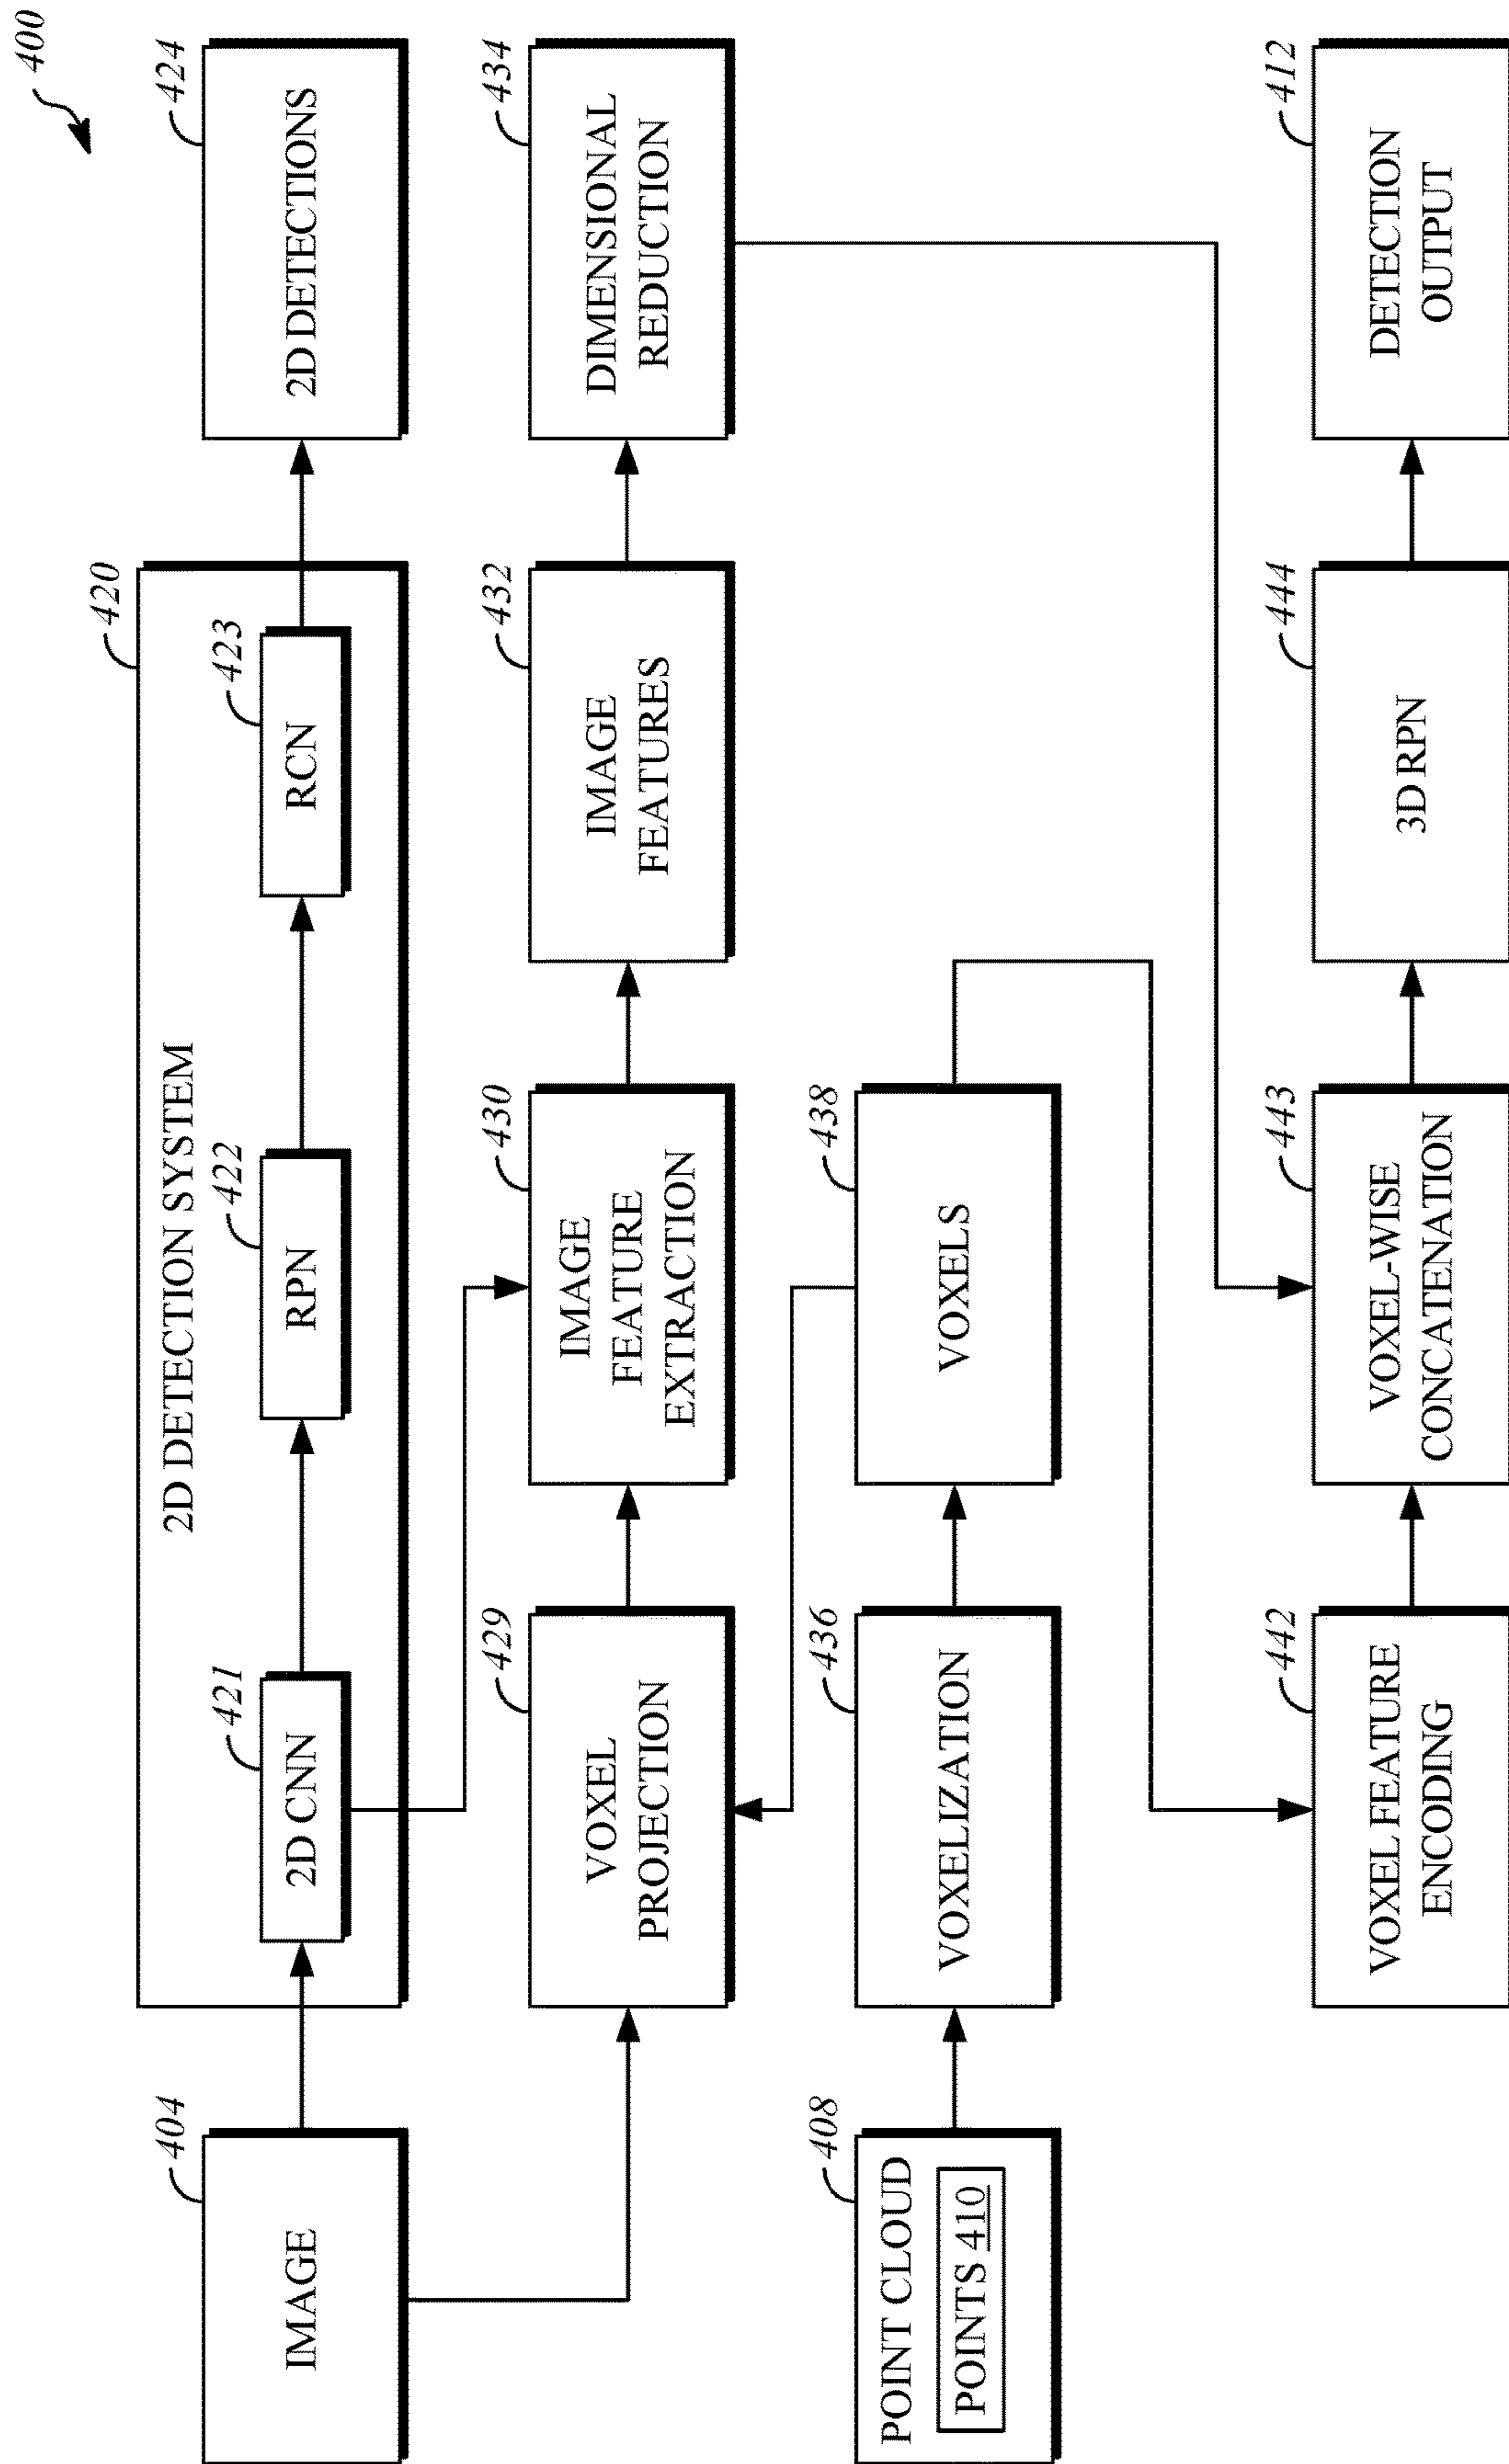 400
404
IMAGE
420
2D DETECTION SYSTEM
421
2D CNN
422
RPN
423
RCN
424
2D DETECTIONS
429
VOXEL
PROJECTION
430
IMAGE
FEATURE
EXTRACTION
432
IMAGE
FEATURES
434
DIMENSIONAL
REDUCTION
408
POINT CLOUD
POINTS 410
436
VOXELIZATION
438
VOXELS
442
VOXEL FEATURE
ENCODING
443
VOXEL-WISE
CONCATENATION
444
3D RPN
412
DETECTION
OUTPUT